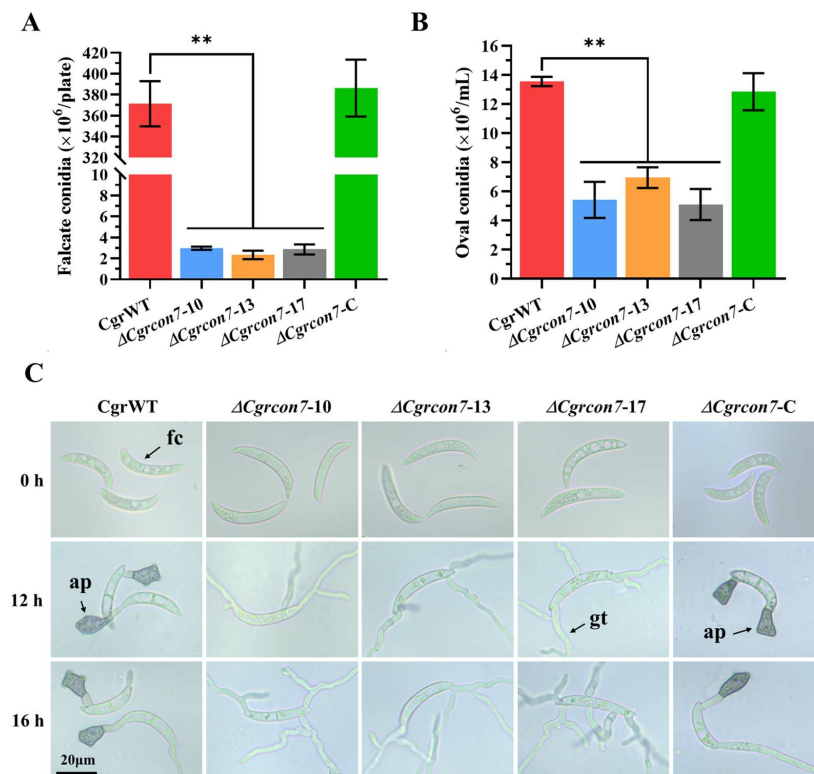 A
**
420
400
380
360
340
320
10
8
6
4
2
0
Falcate conidia (×10⁶/plate)
CgrWT
ΔCgrcon7-10
ΔCgrcon7-13
ΔCgrcon7-17
ΔCgrcon7-C
B
**
16
14
12
10
8
6
4
2
0
Oval conidia (×10⁶/mL)
CgrWT
ΔCgrcon7-10
ΔCgrcon7-13
ΔCgrcon7-17
ΔCgrcon7-C
C
CgrWT ΔCgrcon7-10 ΔCgrcon7-13 ΔCgrcon7-17 ΔCgrcon7-C
0 h
fc
12 h
ap
gt
ap
16 h
20μm